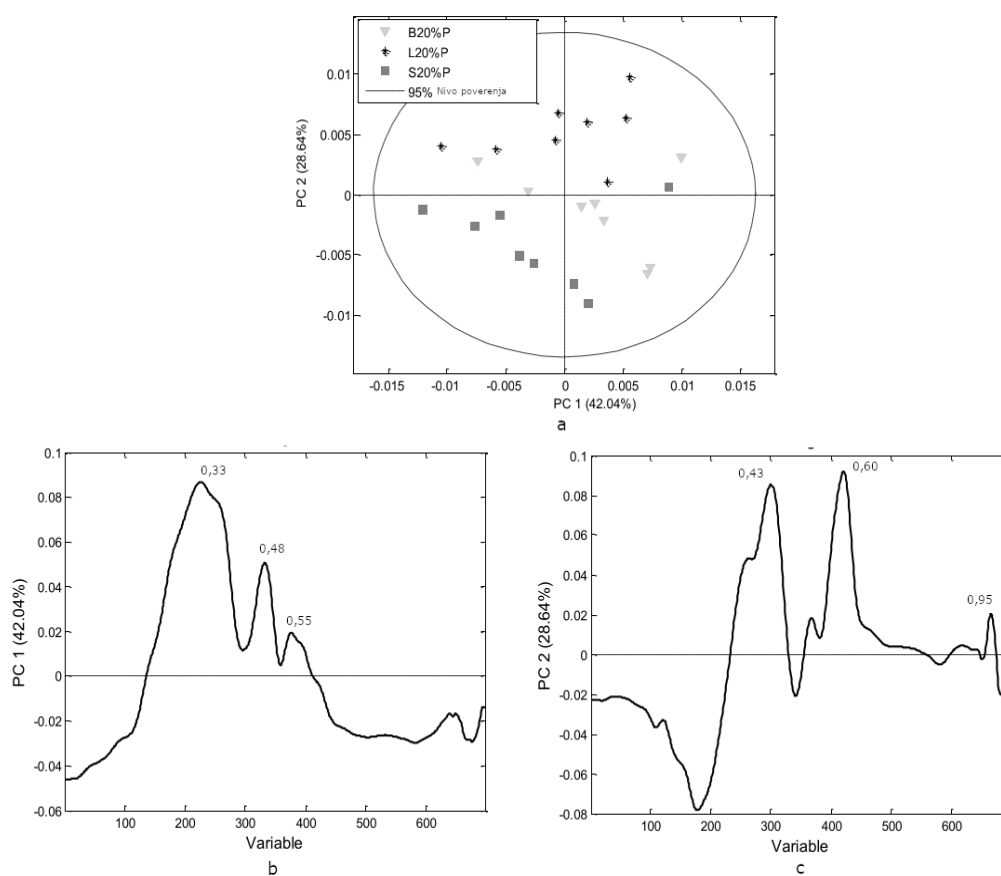 B20%P
L20%P
S20%P
95% Nivo poverenja
PC 2 (28.64%)
0.01
0.005
0
-0.005
-0.01
-0.015 -0.01 -0.005 0 0.005 0.01 0.015
PC 1 (42.04%)
a
PC 1 (42.04%)
0.1
0.08
0.06
0.04
0.02
0
-0.02
-0.04
-0.06
0,33
0,48
0,55
100 200 300 400 500 600
Variable
b
PC 2 (28.64%)
0.1
0.08
0.06
0.04
0.02
0
-0.02
-0.04
-0.06
-0.08
0,43
0,60
0,95
100 200 300 400 500 600
Variable
c